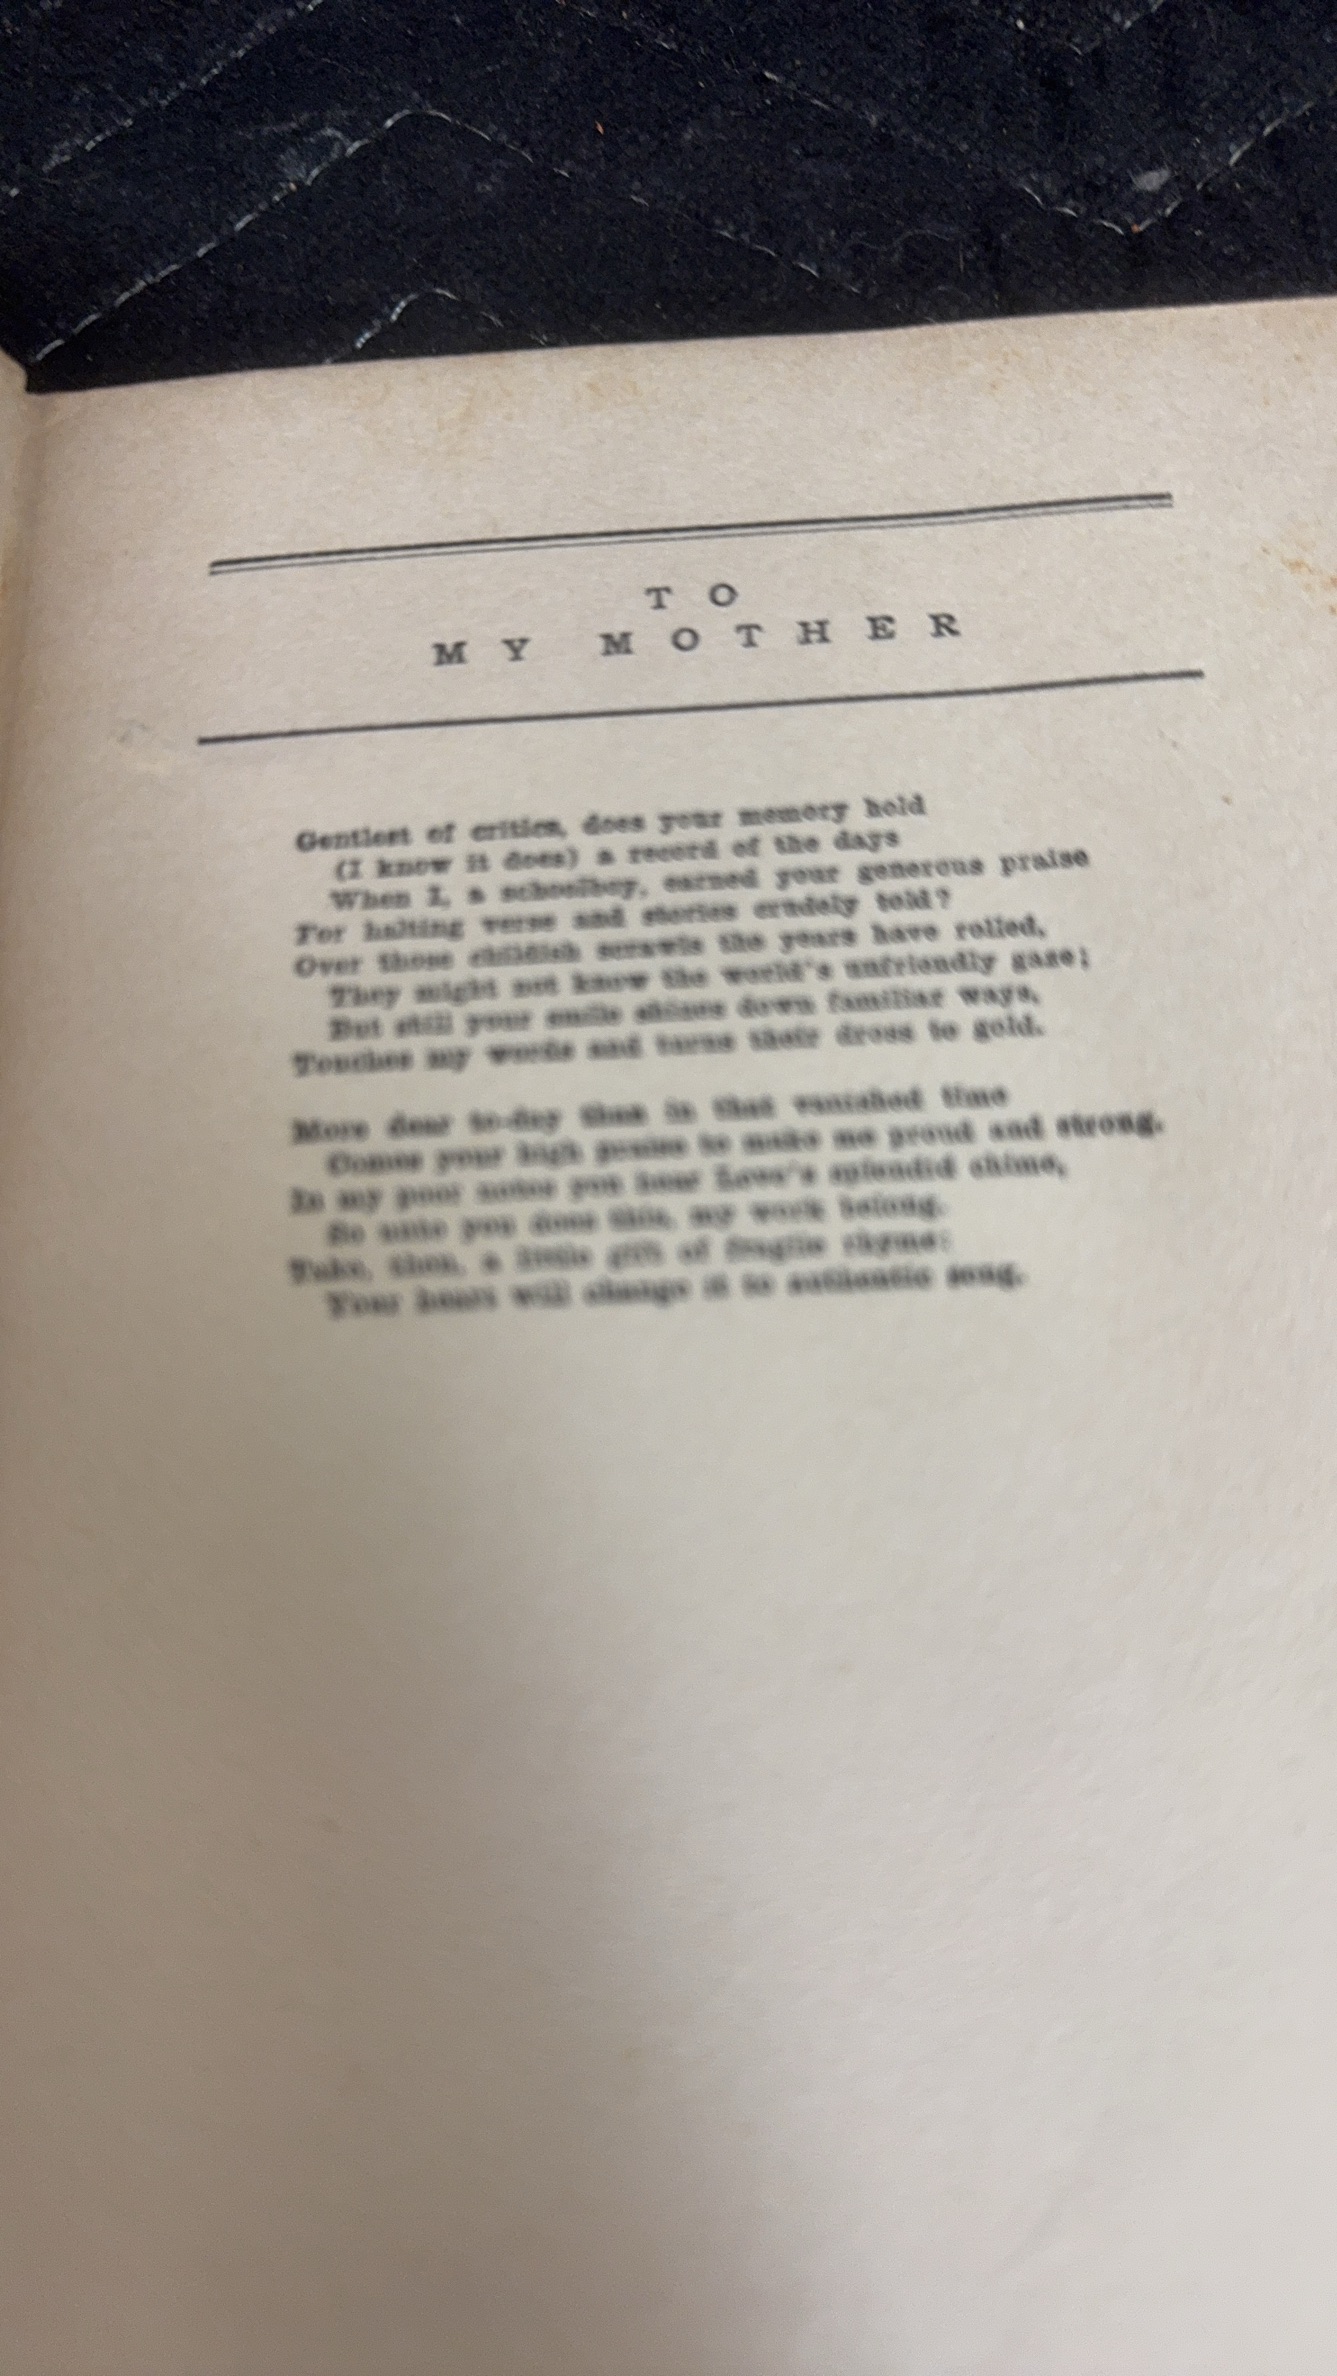 TO
MY MOTHER
Gentlest of critics, does your memory hold
(I know it does) a record of the days
When I, a schoolboy, earned your generous praise
For halting verse and stories crudely told?
Over those childish scrawls the years have rolled,
They might not know the world's unfriendly gaze;
But still your smile shines down familiar ways,
Touches my words and turns their dross to gold.
More dear to-day than in that vanished time
Comes your high praise to make me proud and strong.
In my poor notes you hear Love's splendid chime,
So unto you does this, my work belong.
Take, then, a little gift of fragile rhyme:
Your heart will change it to authentic song.